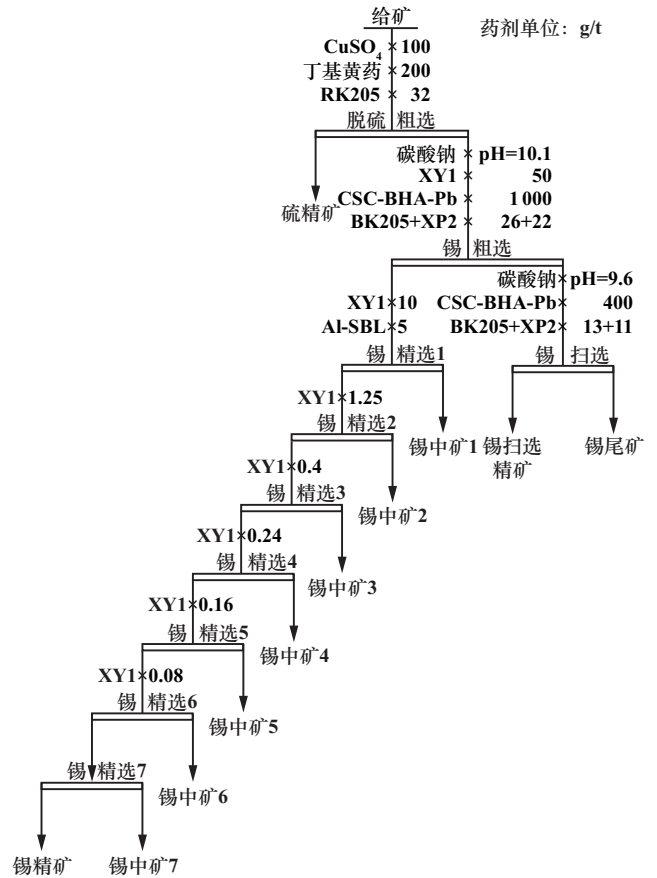 给矿
药剂单位：g/t
CuSO₄ 100
丁基黄药 200
RK205 32
脱硫 粗选
碳酸钠 pH=10.1
XY1 50
硫精矿
CSC-BHA-Pb 1 000
BK205+XP2 26+22
锡 粗选
碳酸钠 pH=9.6
XY1 10
CSC-BHA-Pb 400
Al-SBL 5
BK205+XP2 13+11
锡 精选1
锡 扫选
XY1 1.25
锡 精选2
锡中矿1
锡扫选
精矿
锡尾矿
XY1 0.4
锡 精选3
锡中矿2
XY1 0.24
锡 精选4
锡中矿3
XY1 0.16
锡 精选5
锡中矿4
XY1 0.08
锡 精选6
锡中矿5
锡 精选7
锡中矿6
锡精矿
锡中矿7